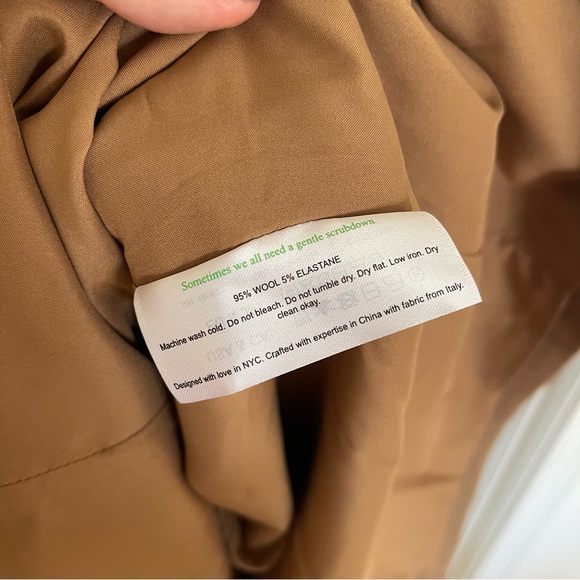 Sometimes we all need a gentle scrubdown.
95% WOOL 5% ELASTANE
Machine wash cold. Do not bleach. Do not tumble dry. Dry flat. Low iron. Dry
clean okay.
Designed with love in NYC. Crafted with expertise in China with fabric from Italy.